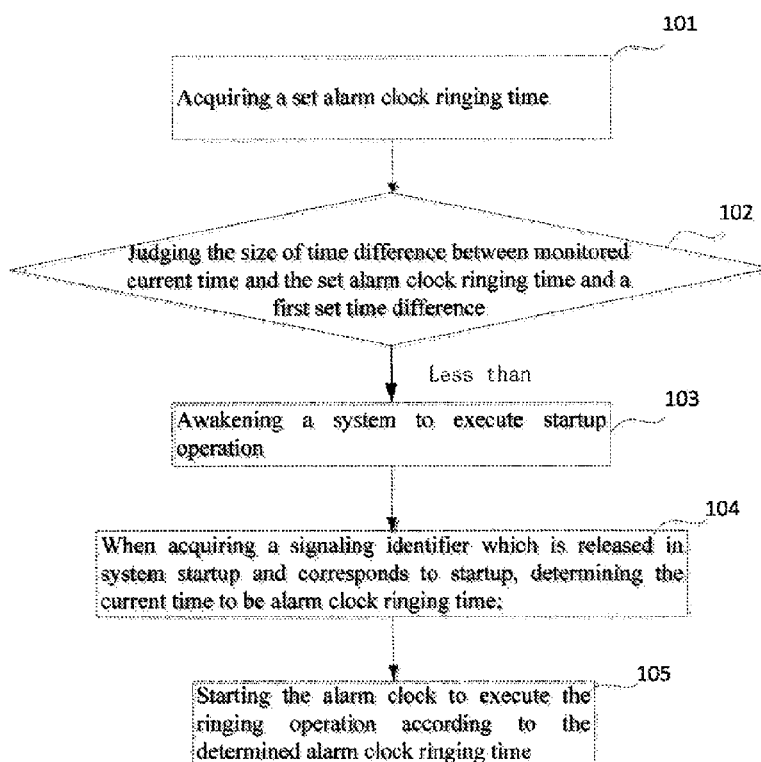 101
Acquiring a set alarm clock ringing time
102
Judging the size of time difference between monitored
current time and the set alarm clock ringing time and a
first set time difference
Less than
103
Awakening a system to execute startup
operation
104
When acquiring a signaling identifier which is released in
system startup and corresponds to startup, determining the
current time to be alarm clock ringing time;
105
Starting the alarm clock to execute the
ringing operation according to the
determined alarm clock ringing time